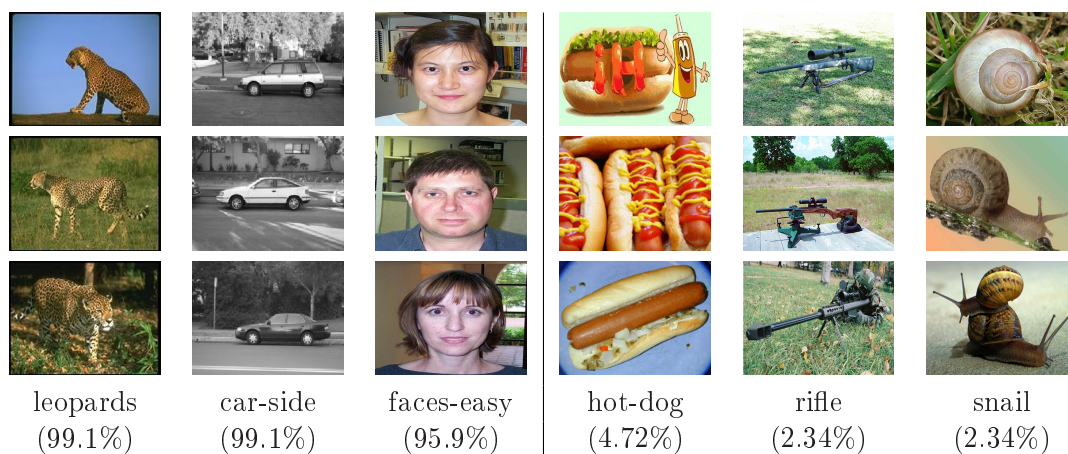 leopards car-side faces-easy hot-dog rifle snail
(99.1%) (99.1%) (95.9%) (4.72%) (2.34%) (2.34%)